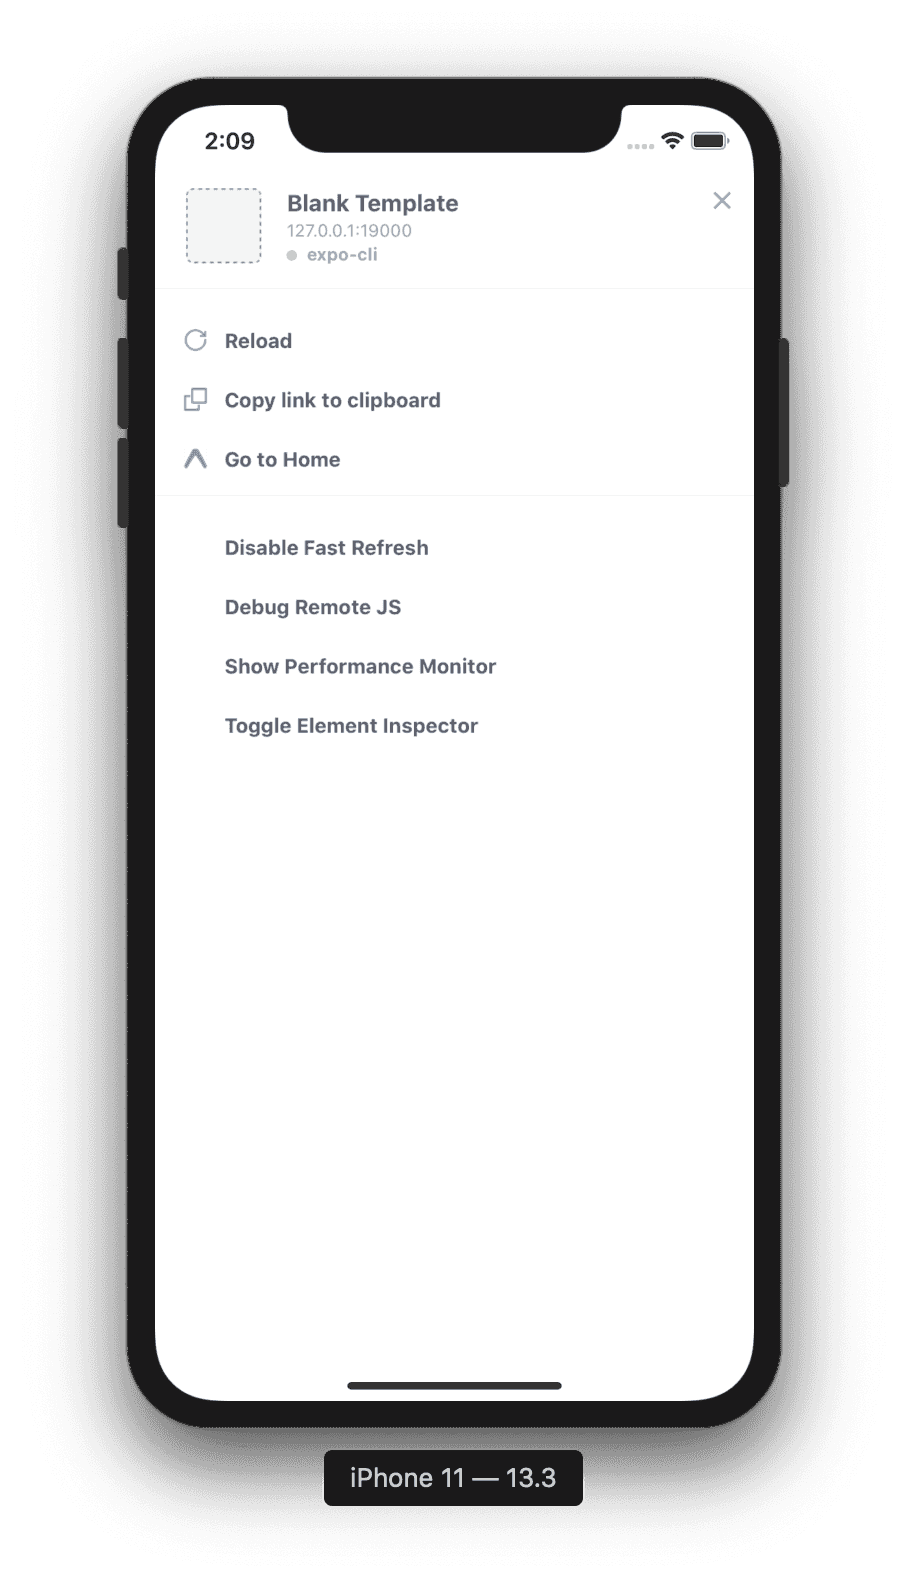 2:09
Blank Template
127.0.0.1:19000
expo-cli
Reload
Copy link to clipboard
Go to Home
Disable Fast Refresh
Debug Remote JS
Show Performance Monitor
Toggle Element Inspector
iPhone 11 — 13.3